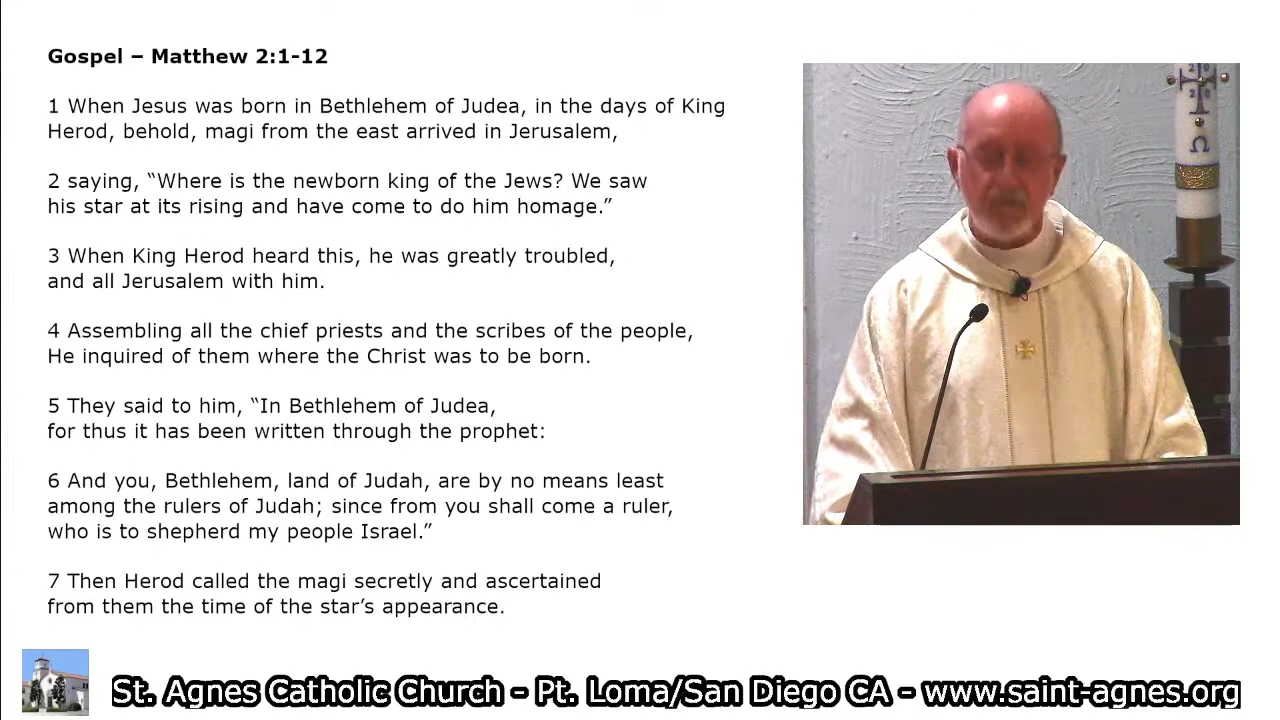 Gospel – Matthew 2:1-12
1 When Jesus was born in Bethlehem of Judea, in the days of King
Herod, behold, magi from the east arrived in Jerusalem,
2 saying, “Where is the newborn king of the Jews? We saw
his star at its rising and have come to do him homage.”
3 When King Herod heard this, he was greatly troubled,
and all Jerusalem with him.
4 Assembling all the chief priests and the scribes of the people,
He inquired of them where the Christ was to be born.
5 They said to him, “In Bethlehem of Judea,
for thus it has been written through the prophet:
6 And you, Bethlehem, land of Judah, are by no means least
among the rulers of Judah; since from you shall come a ruler,
who is to shepherd my people Israel.”
7 Then Herod called the magi secretly and ascertained
from them the time of the star’s appearance.
2 0
2 0
Ω
St. Agnes Catholic Church - Pt. Loma/San Diego CA - www.saint-agnes.org